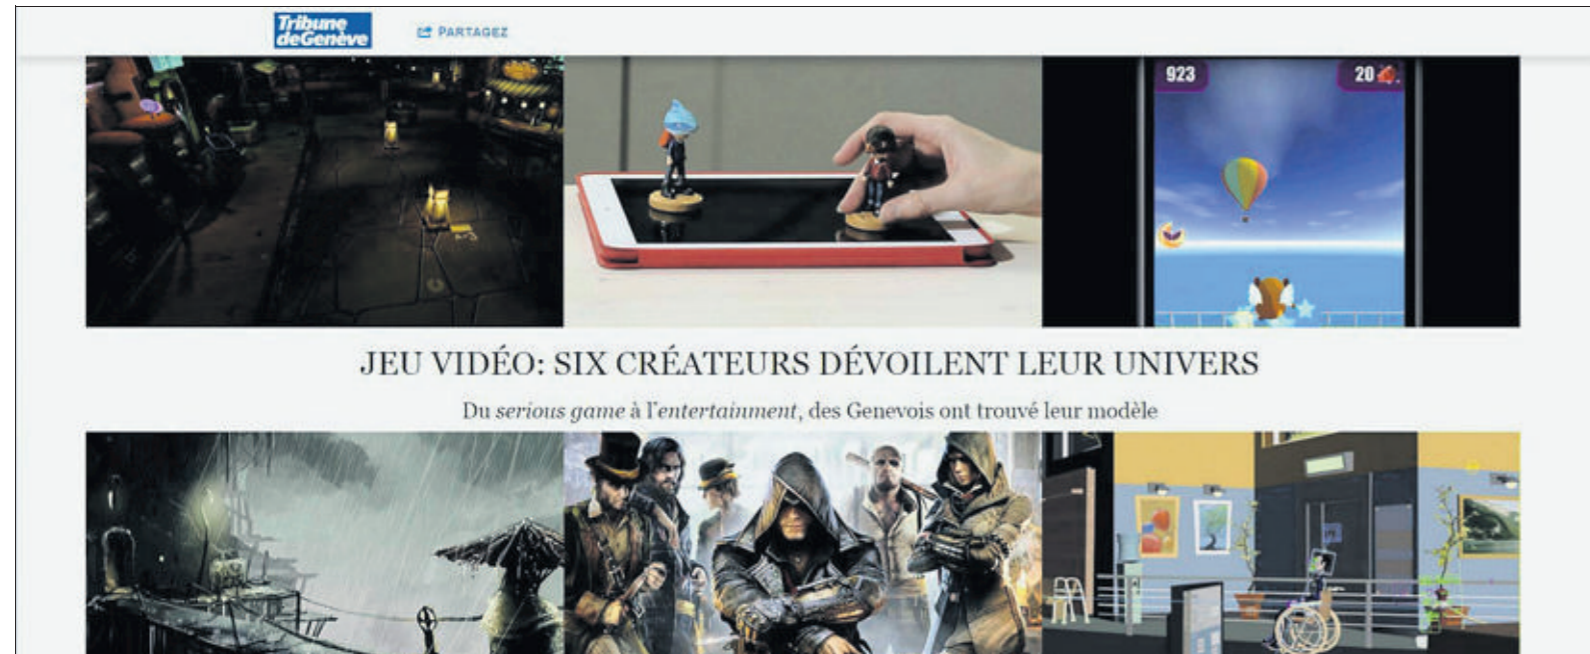 Tribune
deGenève
PARTAGEZ
923
20
JEU VIDÉO: SIX CRÉATEURS DÉVOILENT LEUR UNIVERS
Du serious game à l'entertainment, des Genevois ont trouvé leur modèle